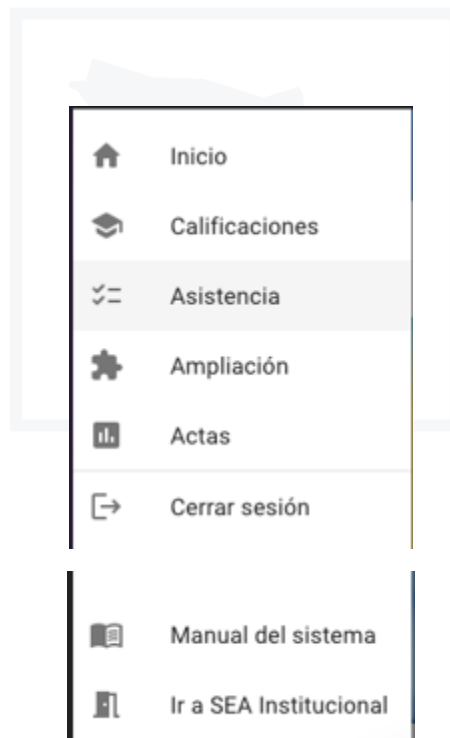 Inicio
Calificaciones
Asistencia
Ampliación
Actas
Cerrar sesión
Manual del sistema
Ir a SEA Institucional